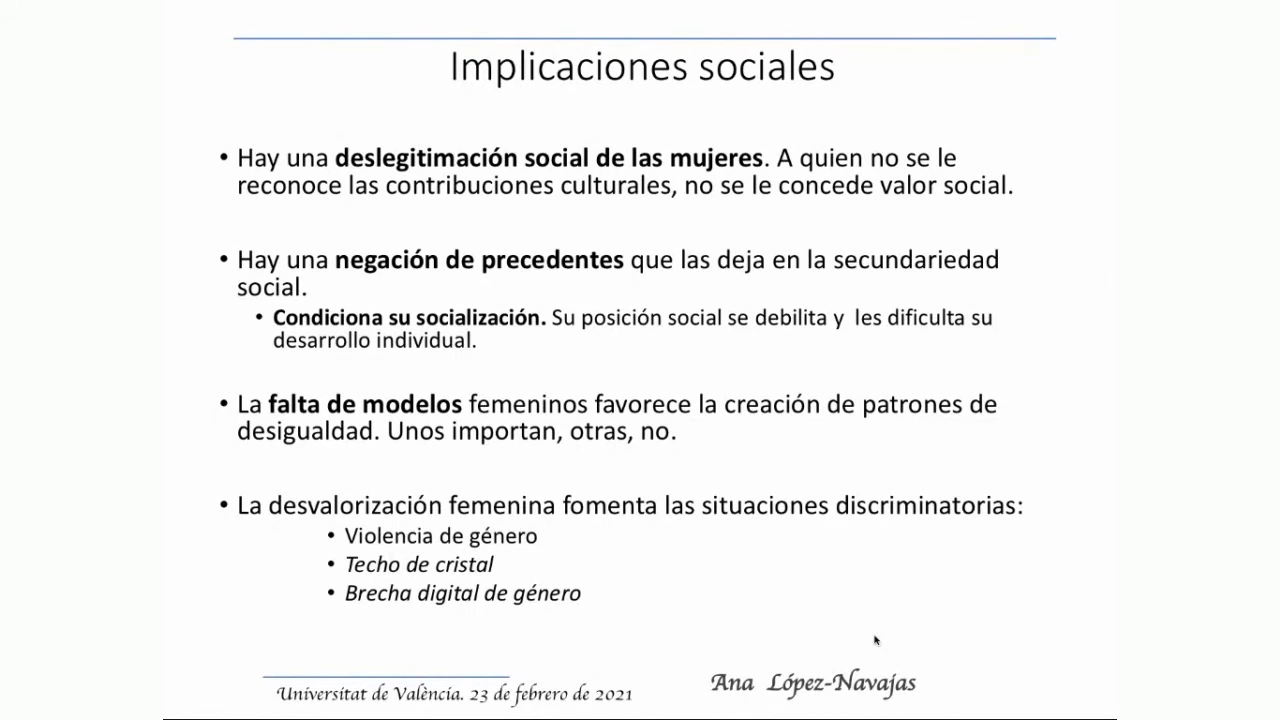 Implicaciones sociales
• Hay una deslegitimación social de las mujeres. A quien no se le
reconoce las contribuciones culturales, no se le concede valor social.
• Hay una negación de precedentes que las deja en la secundariedad
social.
• Condiciona su socialización. Su posición social se debilita y  les dificulta su
desarrollo individual.
• La falta de modelos femeninos favorece la creación de patrones de
desigualdad. Unos importan, otras, no.
• La desvalorización femenina fomenta las situaciones discriminatorias:
• Violencia de género
• Techo de cristal
• Brecha digital de género
Universitat de València. 23 de febrero de 2021
Ana López-Navajas